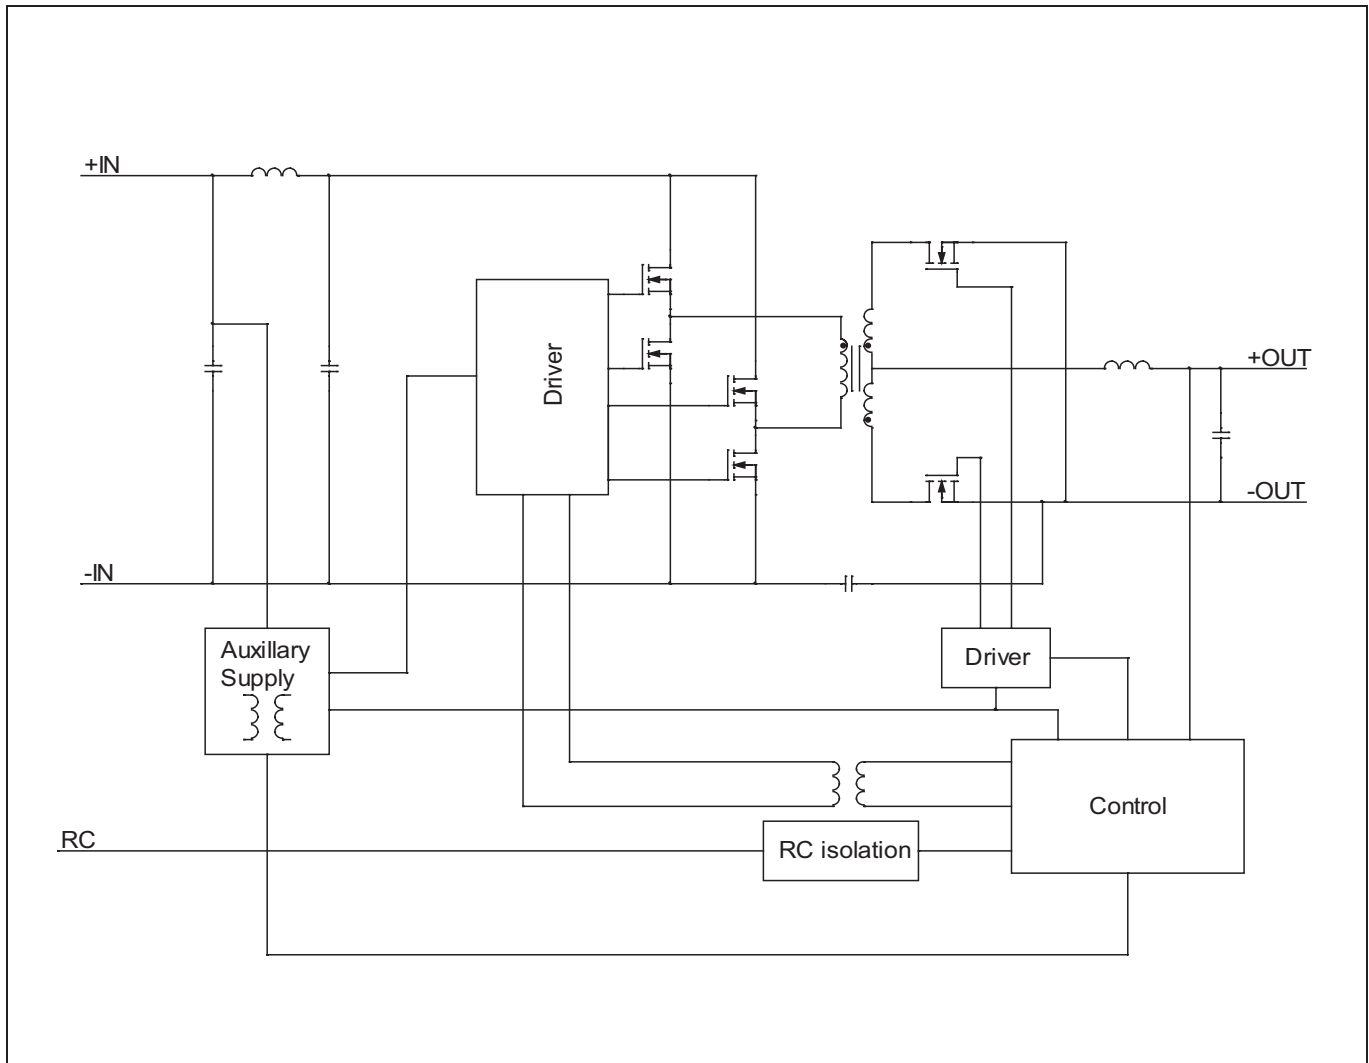 +IN
Driver
+OUT
-OUT
-IN
Auxillary
Supply
Driver
Control
RC
RC isolation